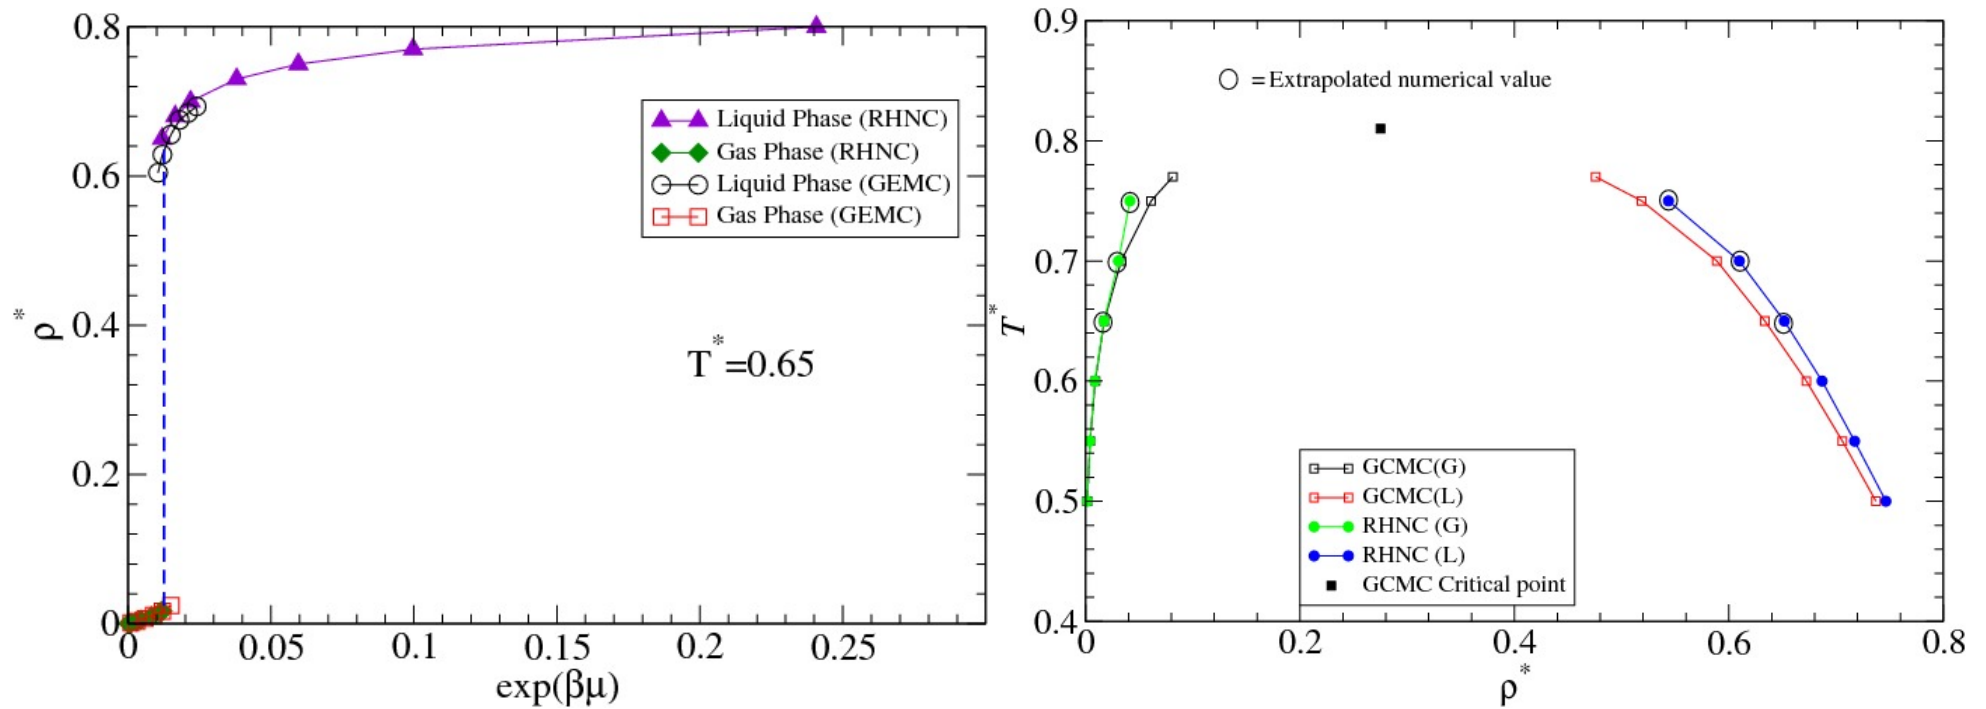 0.8
0.6
0.4
0.2
0
0
0.05
0.1
0.15
0.2
0.25
ρ*
exp(βμ)
Liquid Phase (RHNC)
Gas Phase (RHNC)
Liquid Phase (GEMC)
Gas Phase (GEMC)
T*=0.65
0.9
0.8
0.7
0.6
0.5
0.4
0
0.2
0.4
0.6
0.8
T*
ρ*
= Extrapolated numerical value
GCMC(G)
GCMC(L)
RHNC (G)
RHNC (L)
GCMC Critical point